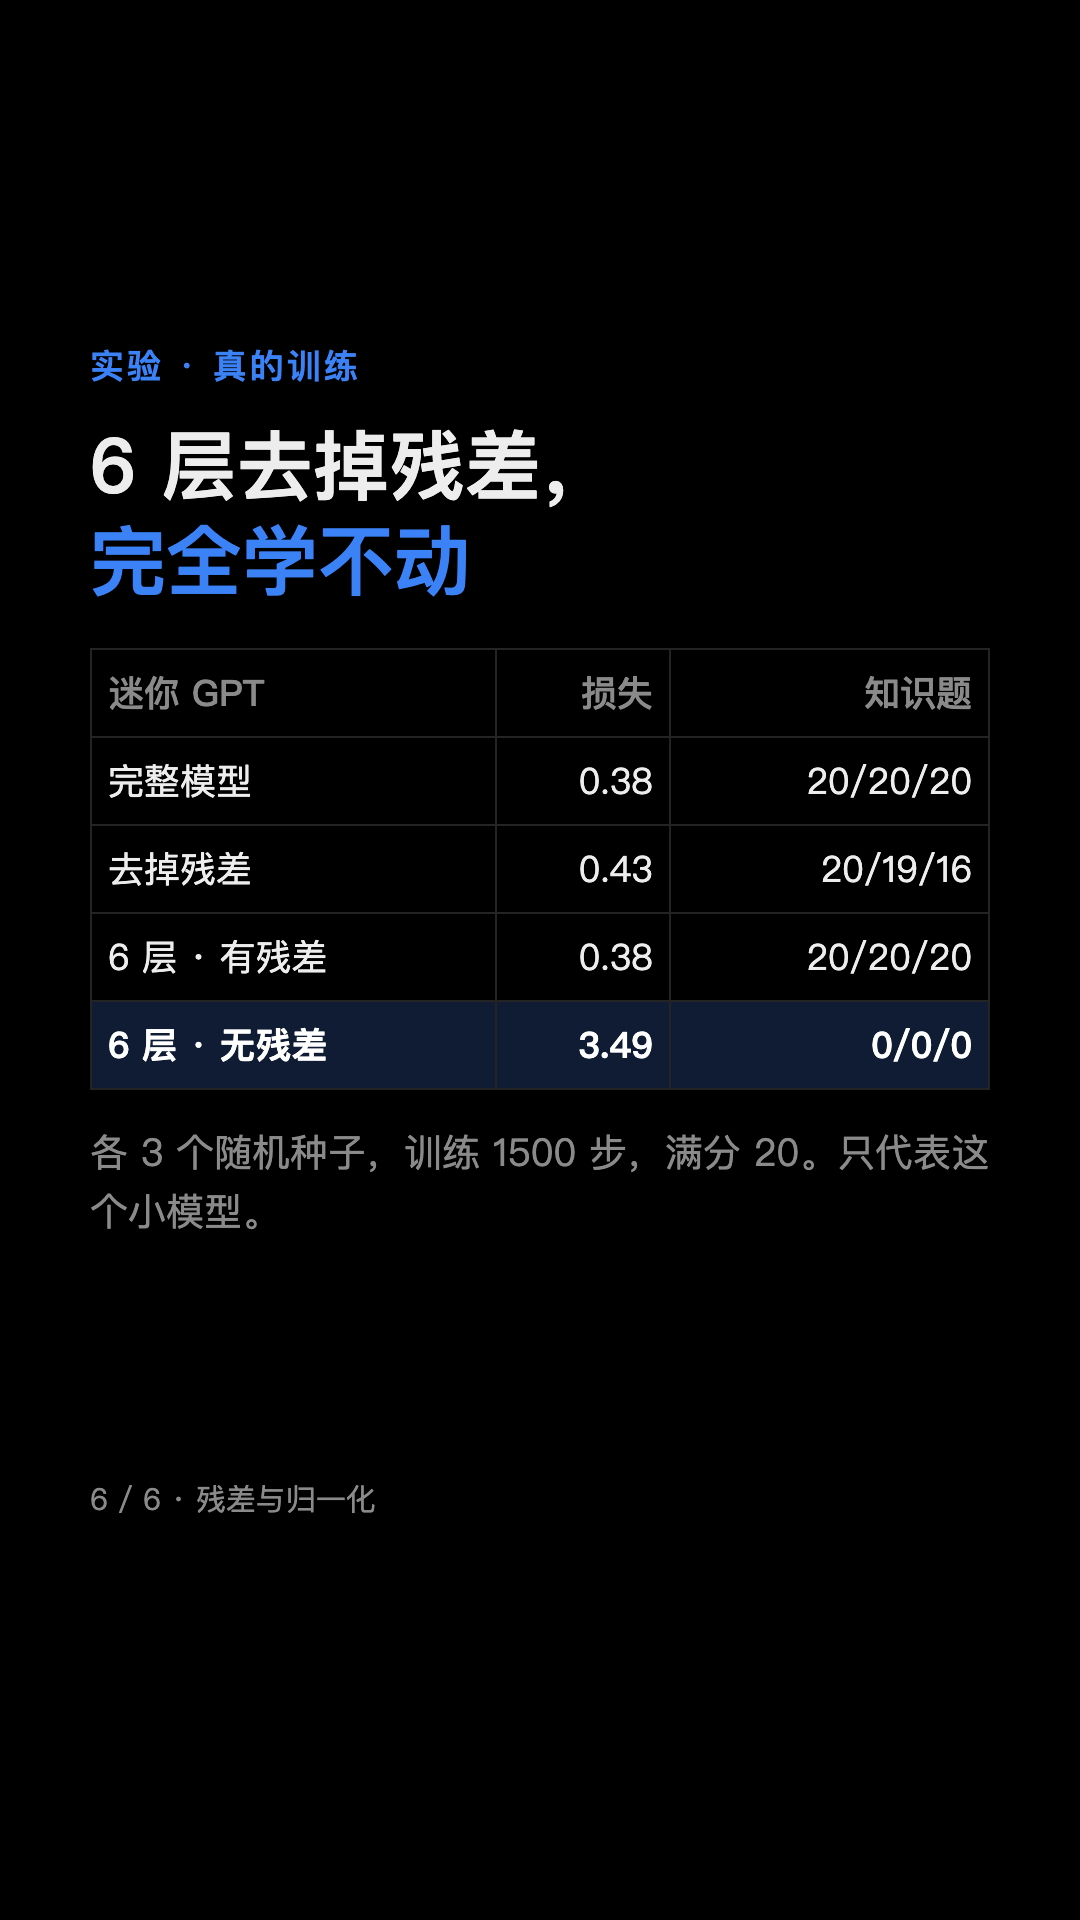 实验 · 真的训练
6 层去掉残差,
完全学不动
迷你 GPT 损失 知识题
完整模型 0.38 20/20/20
去掉残差 0.43 20/19/16
6 层 · 有残差 0.38 20/20/20
6 层 · 无残差 3.49 0/0/0
各 3 个随机种子，训练 1500 步，满分 20。只代表这
个小模型。
6 / 6 · 残差与归一化